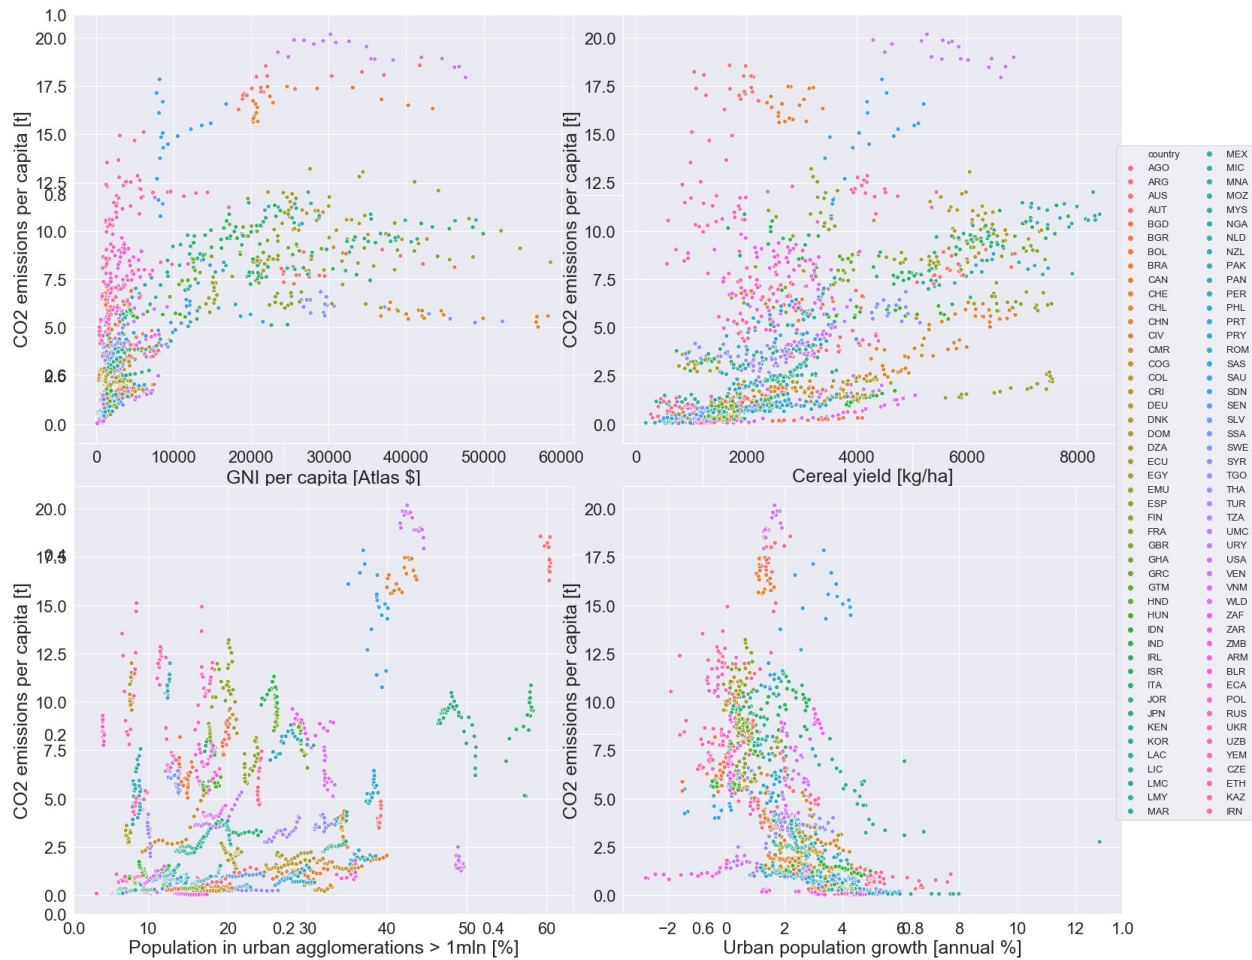 1.0
20.0
17.5
15.0
12.5
0.8
10.0
7.5
5.0
2.5
0.0
CO2 emissions per capita [t]
0
10000
20000
30000
40000
50000
60000
GNI per capita [Atlas $]
20.0
17.5
15.0
12.5
10.0
7.5
5.0
2.5
0.0
CO2 emissions per capita [t]
2000
4000
6000
8000
Cereal yield [kg/ha]
20.0
15.0
12.5
10.0
0.2
7.5
5.0
2.5
0.0
0.0
CO2 emissions per capita [t]
0.0
10
20
0.2
30
40
50
0.4
60
Population in urban agglomerations > 1mln [%]
20.0
17.5
15.0
12.5
10.0
7.5
5.0
2.5
0.0
CO2 emissions per capita [t]
−2
0.6
0
2
4
6
0.8
10
12
1.0
Urban population growth [annual %]
country
AGO
ARG
AUS
AUT
BGD
BGR
BOL
BRA
CAN
CHE
CHL
CHN
CIV
CMR
COG
COL
CRI
DEU
DNK
DOM
DZA
ECU
EGY
EMU
ESP
FIN
FRA
GBR
GHA
GRC
GTM
HND
HUN
IDN
IND
IRL
ISR
ITA
JOR
JPN
KEN
KOR
LAC
LIC
LMC
LMY
MAR
MEX
MIC
MNA
MOZ
MYS
NGA
NLD
NZL
PAK
PAN
PER
PHL
PRT
PRY
ROM
SAS
SAU
SDN
SEN
SLV
SSA
SWE
SYR
TGO
THA
TUR
TZA
UMC
URY
USA
VEN
VNM
WLD
ZAF
ZAR
ZMB
ARM
BLR
ECA
POL
RUS
UKR
UZB
YEM
CZE
ETH
KAZ
IRN